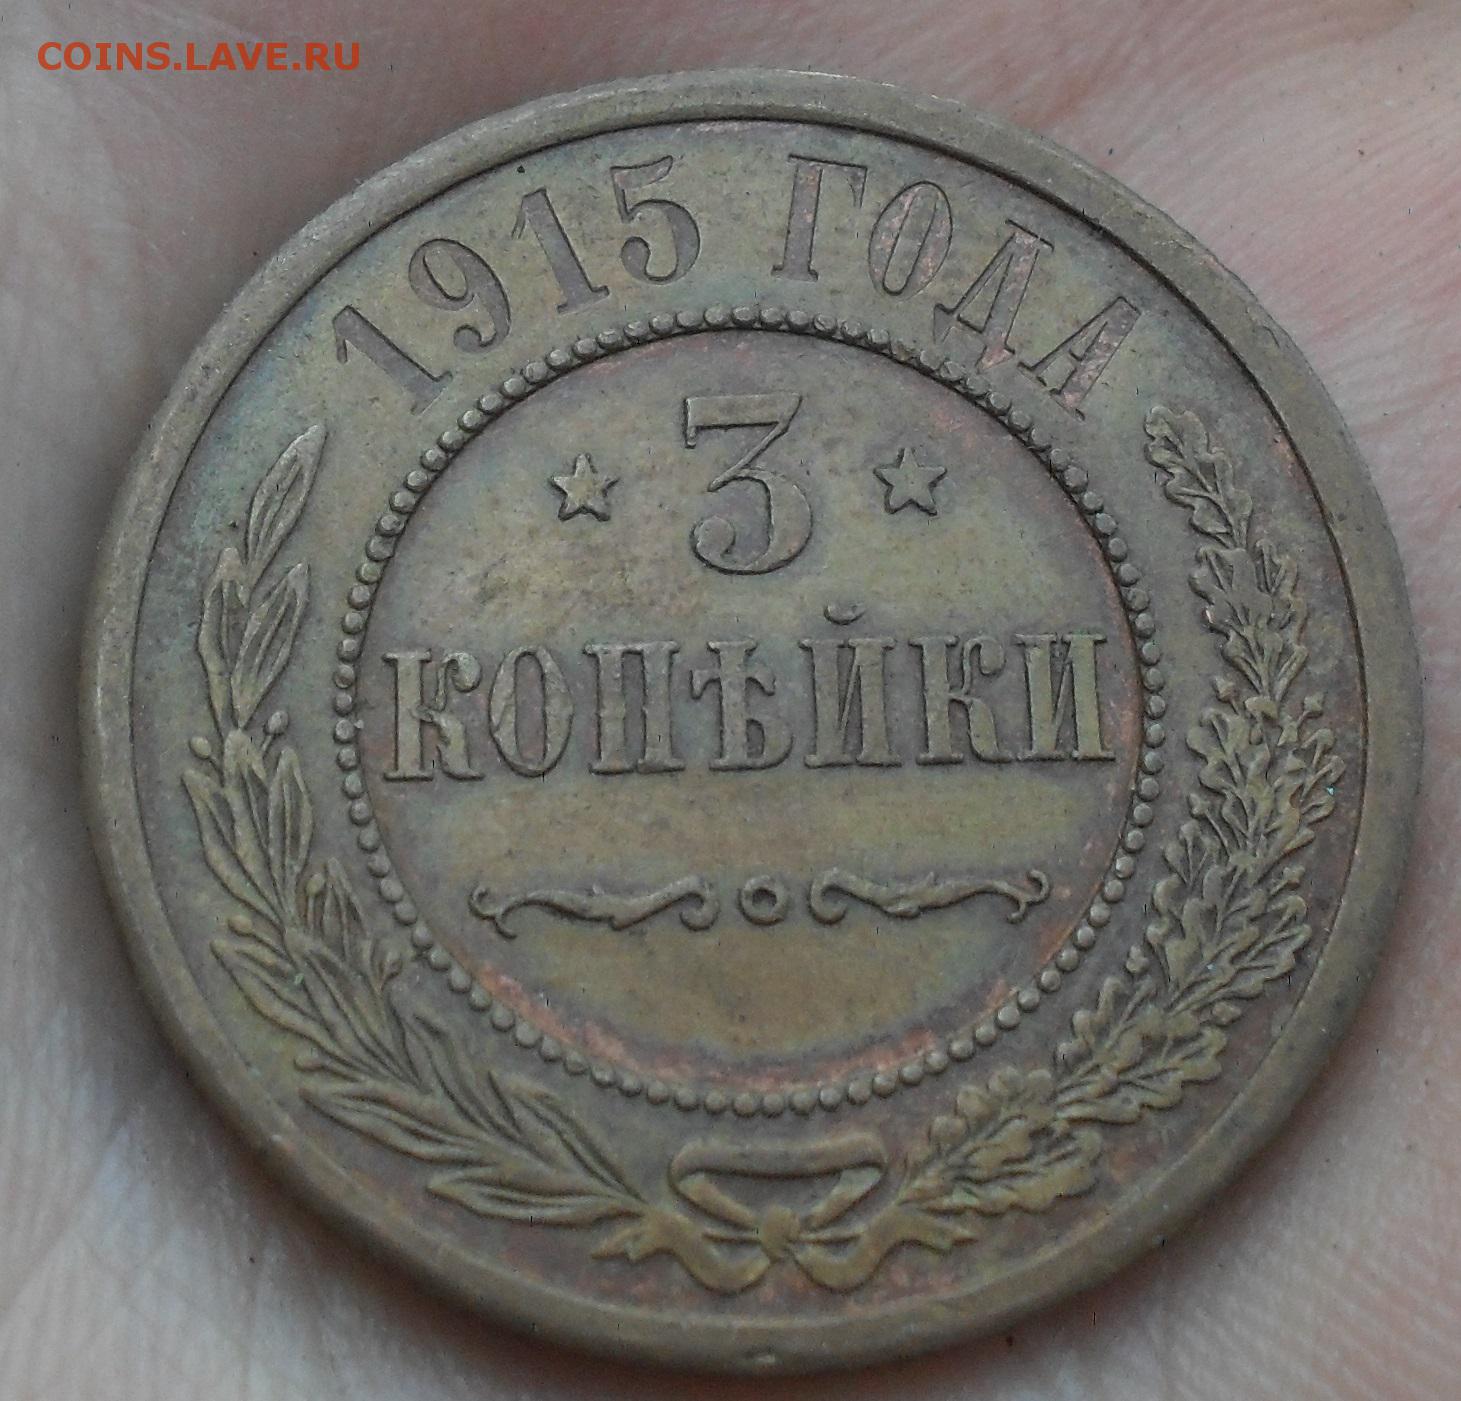 COINS.LAVE.RU
1915 ГОДА
3
КОПѢЙКИ